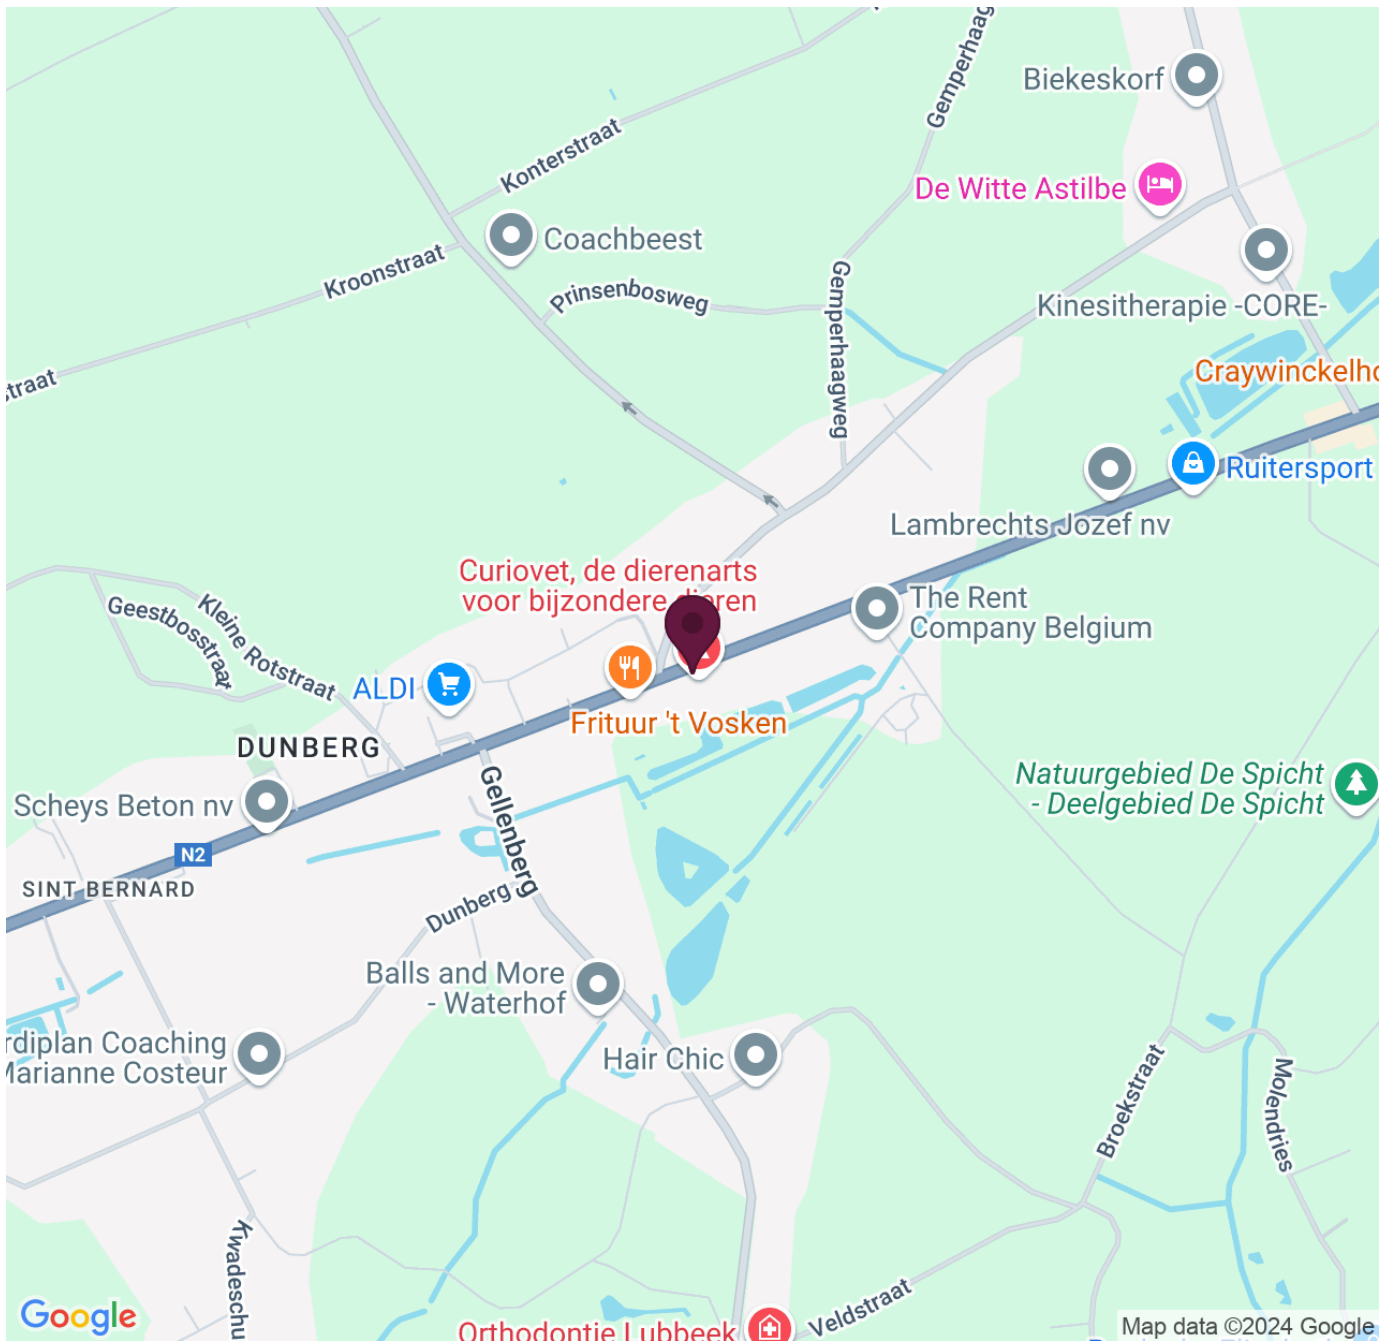 Gemperhaag
Biekeskorf
Konterstraat
De Witte Astilbe
Coachbeest
Kroonstraat
Prinsenbosweg
Gemperhaagweg
Kinesitherapie -CORE-
straat
Craywinckelho
Ruitersport
Lambrechts Jozef nv
Curiovet, de dierenarts
voor bijzondere dieren
The Rent
Company Belgium
Geestbosstraat
Kleine Rotstraat
ALDI
Frituur 't Vosken
DUNBERG
Natuurgebied De Spicht
- Deelgebied De Spicht
Scheys Beton nv
Gellenberg
N2
SINT BERNARD
Dunberg
Balls and More
- Waterhof
rdiplan Coaching
Marianne Costeur
Hair Chic
Broekstraat
Molendries
Kwadeschu
Veldstraat
Google
Orthodontie Lubbeek
Map data ©2024 Google